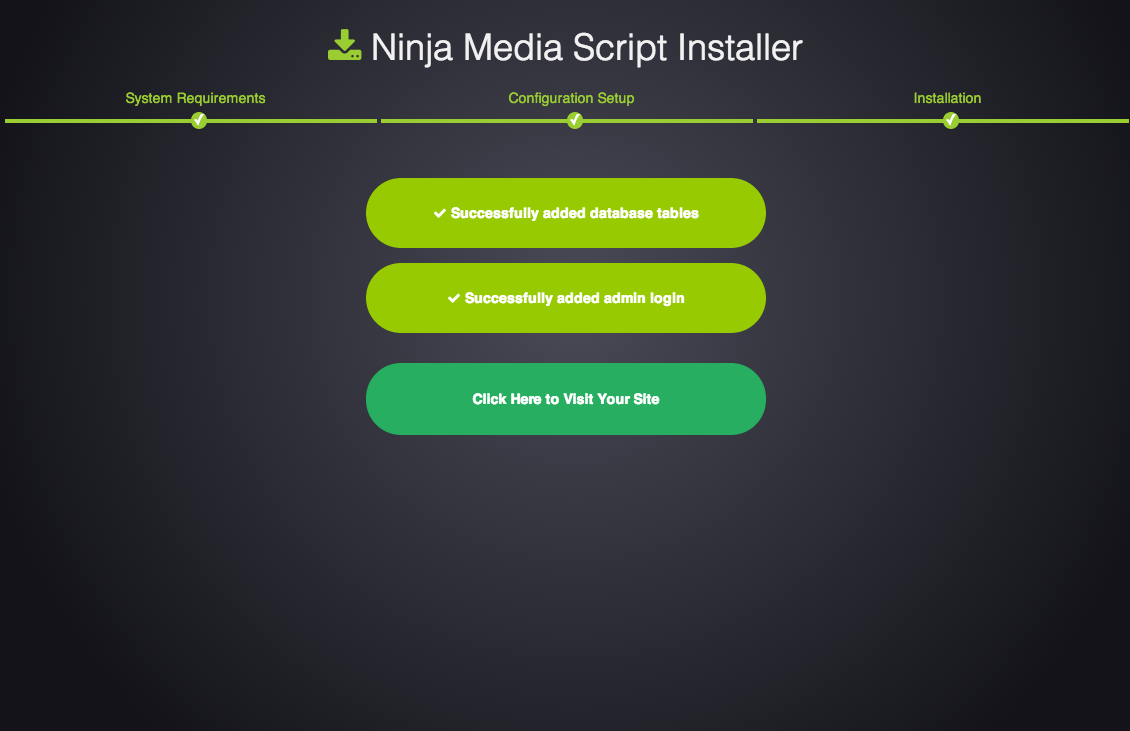 Ninja Media Script Installer
System Requirements
Configuration Setup
Installation
Successfully added database tables
Successfully added admin login
Click Here to Visit Your Site